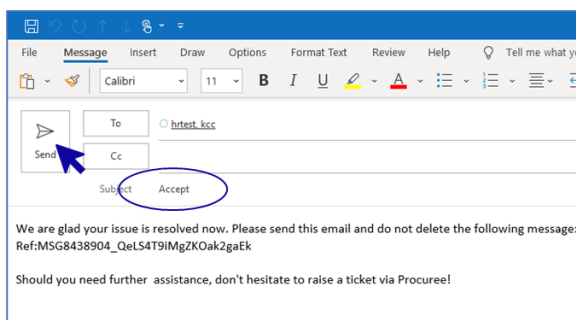 File Message Insert Draw Options Format Text Review Help Tell me what
Calibri 11 B I U A
To hrtest, kcc
Send
Cc
Subject Accept
We are glad your issue is resolved now. Please send this email and do not delete the following message:
Ref:MSG8438904_QeLS4T9iMgZKOak2gaEk
Should you need further assistance, don't hesitate to raise a ticket via Procuree!